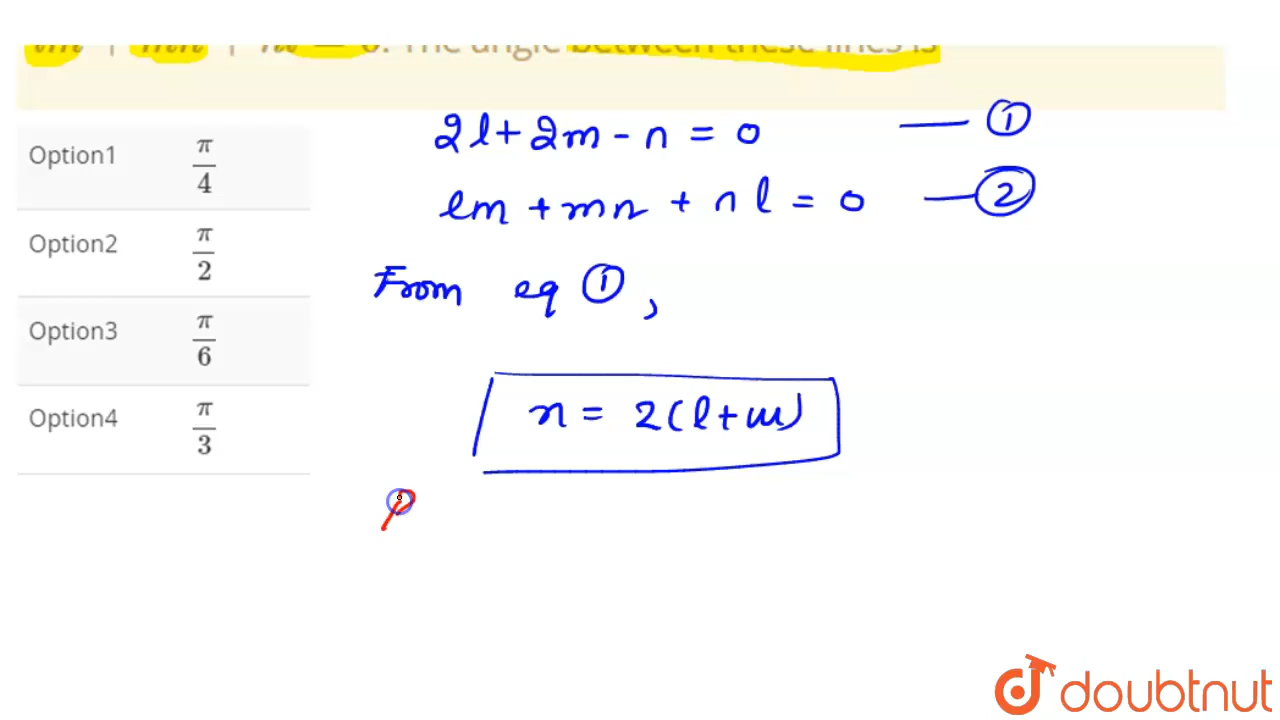 The angle between these lines is
Option1 π/4
Option2 π/2
Option3 π/6
Option4 π/3
2l + 2m - n = 0 — ①
lm + mn + nl = 0 — ②
From eq ①,
n = 2(l+m)
doubtnut